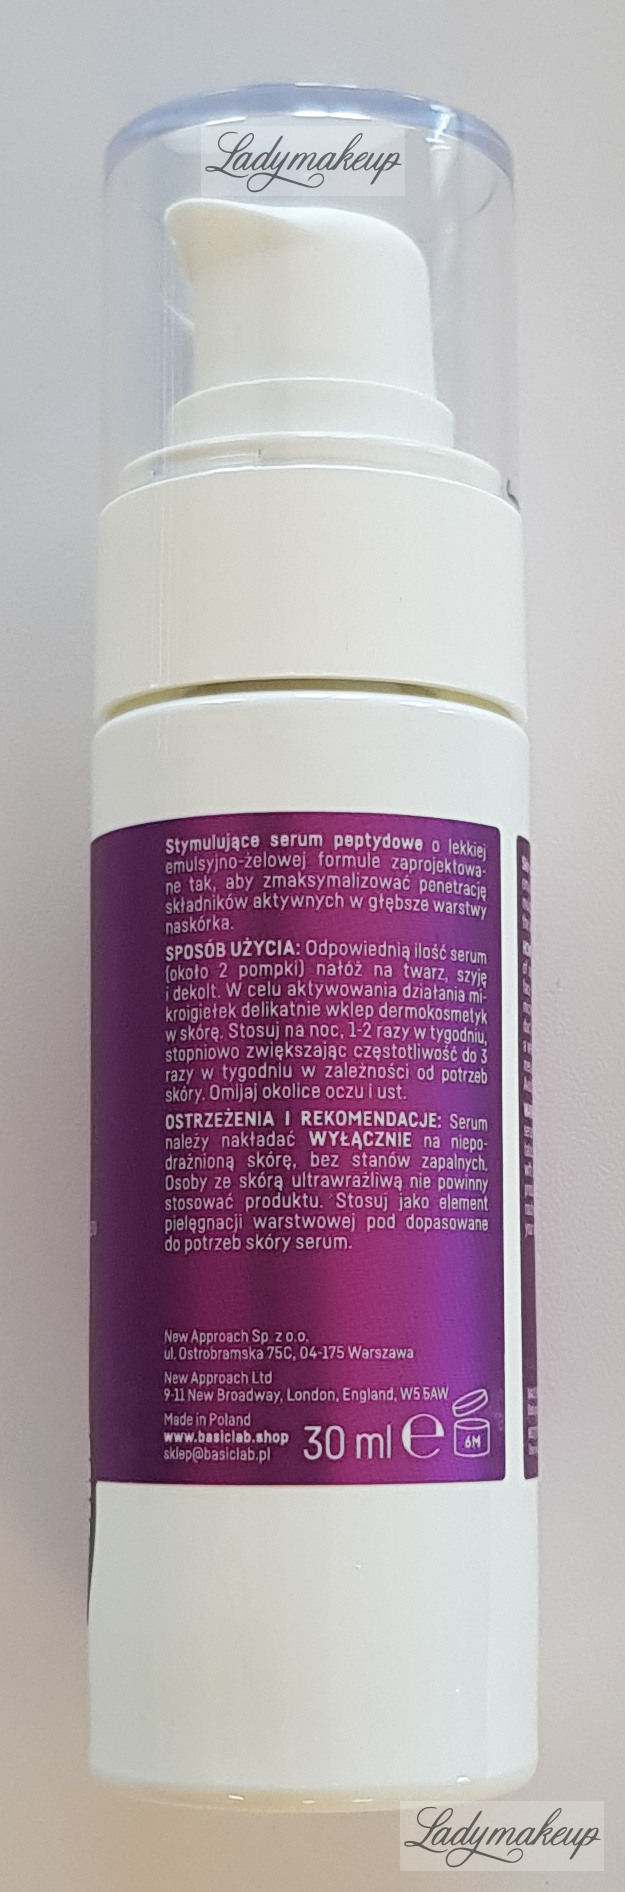 Ladymakeup
Stymulujące serum peptydowe o lekkiej
emulsyjno-żelowej formule zaprojektowa-
ne tak, aby zmaksymalizować penetrację
składników aktywnych w głębsze warstwy
naskórka.
SPOSÓB UŻYCIA: Odpowiednią ilość serum
(około 2 pompki) nałóż na twarz, szyję
i dekolt. W celu aktywowania działania mi-
kroigiełek delikatnie wklep dermokosmetyk
w skórę. Stosuj na noc, 1-2 razy w tygodniu,
stopniowo zwiększając częstotliwość do 3
razy w tygodniu w zależności od potrzeb
skóry. Omijaj okolice oczu i ust.
OSTRZEŻENIA I REKOMENDACJE: Serum
należy nakładać WYŁĄCZNIE na niepo-
drażnioną skórę, bez stanów zapalnych.
Osoby ze skórą ultrawrażliwą nie powinny
stosować produktu. Stosuj jako element
pielęgnacji warstwowej pod dopasowane
do potrzeb skóry serum.
New Approach Sp. z o.o.
ul. Ostrobramska 75C, 04-175 Warszawa
New Approach Ltd
9-11 New Broadway, London, England, W5 5AW
Made in Poland
www.basiclab.shop
sklep@basiclab.pl
30 ml ℮
6M
Ladymakeup